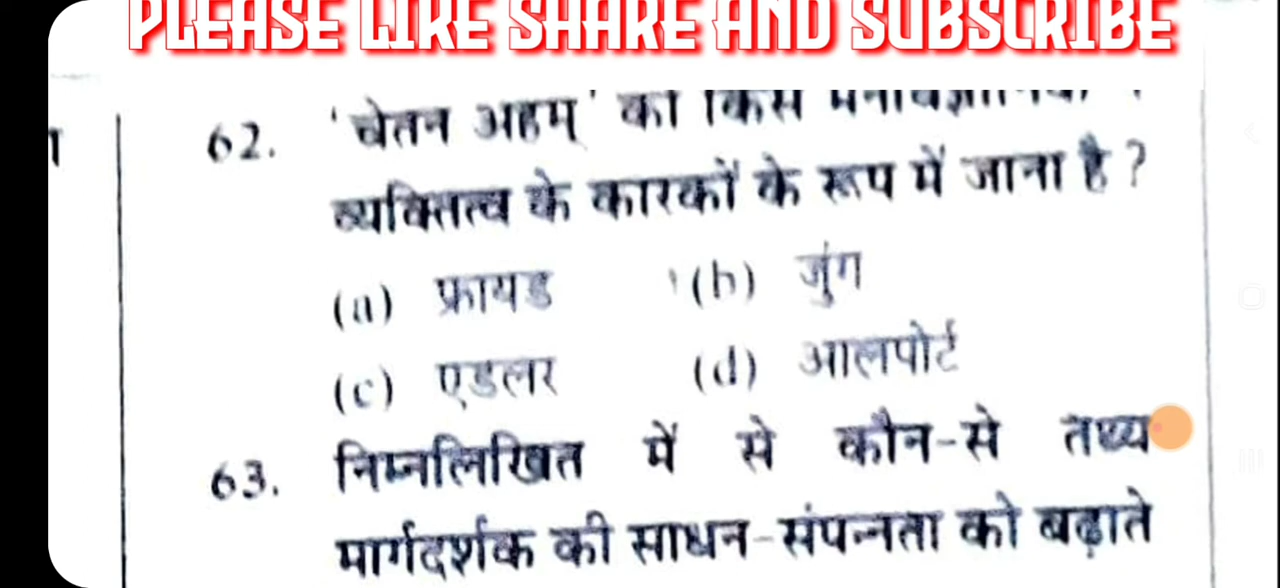 PLEASE LIKE SHARE AND SUBSCRIBE
62. 'चेतन अहम्' को किस
व्यक्तित्व के कारकों के रूप में जाना है ?
(a) फ्रायड (b) जुंग
(c) एडलर (d) आलपोर्ट
63. निम्नलिखित में से कौन-से तथ्य
मार्गदर्शक की साधन-संपन्नता को बढ़ाते